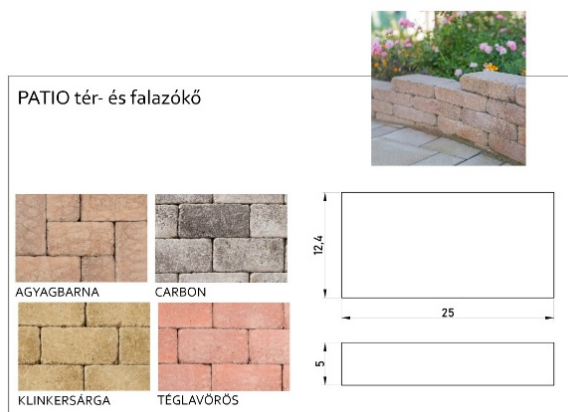 PATIO tér- és falazókő
AGYAGBARNA
CARBON
KLINKERSÁRGA
TÉGLAVÖRÖS
12,4
25
5